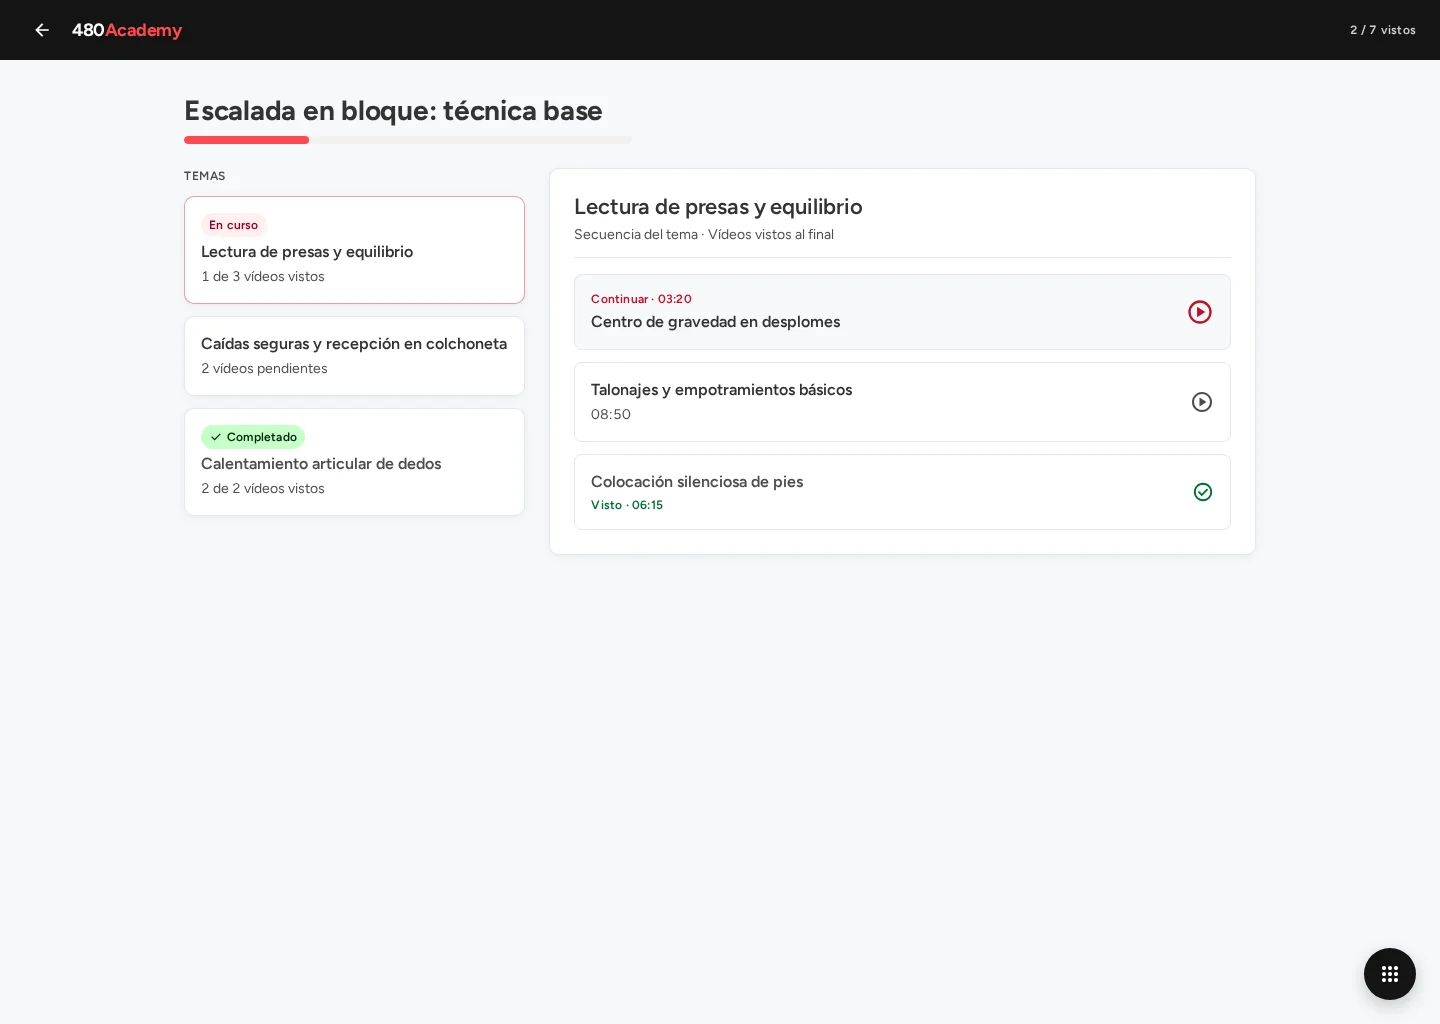 480Academy
2 / 7 vistos
Escalada en bloque: técnica base
TEMAS
En curso
Lectura de presas y equilibrio
1 de 3 vídeos vistos
Caídas seguras y recepción en colchoneta
2 vídeos pendientes
Completado
Calentamiento articular de dedos
2 de 2 vídeos vistos
Lectura de presas y equilibrio
Secuencia del tema · Vídeos vistos al final
Continuar · 03:20
Centro de gravedad en desplomes
Talonajes y empotramientos básicos
08:50
Colocación silenciosa de pies
Visto · 06:15